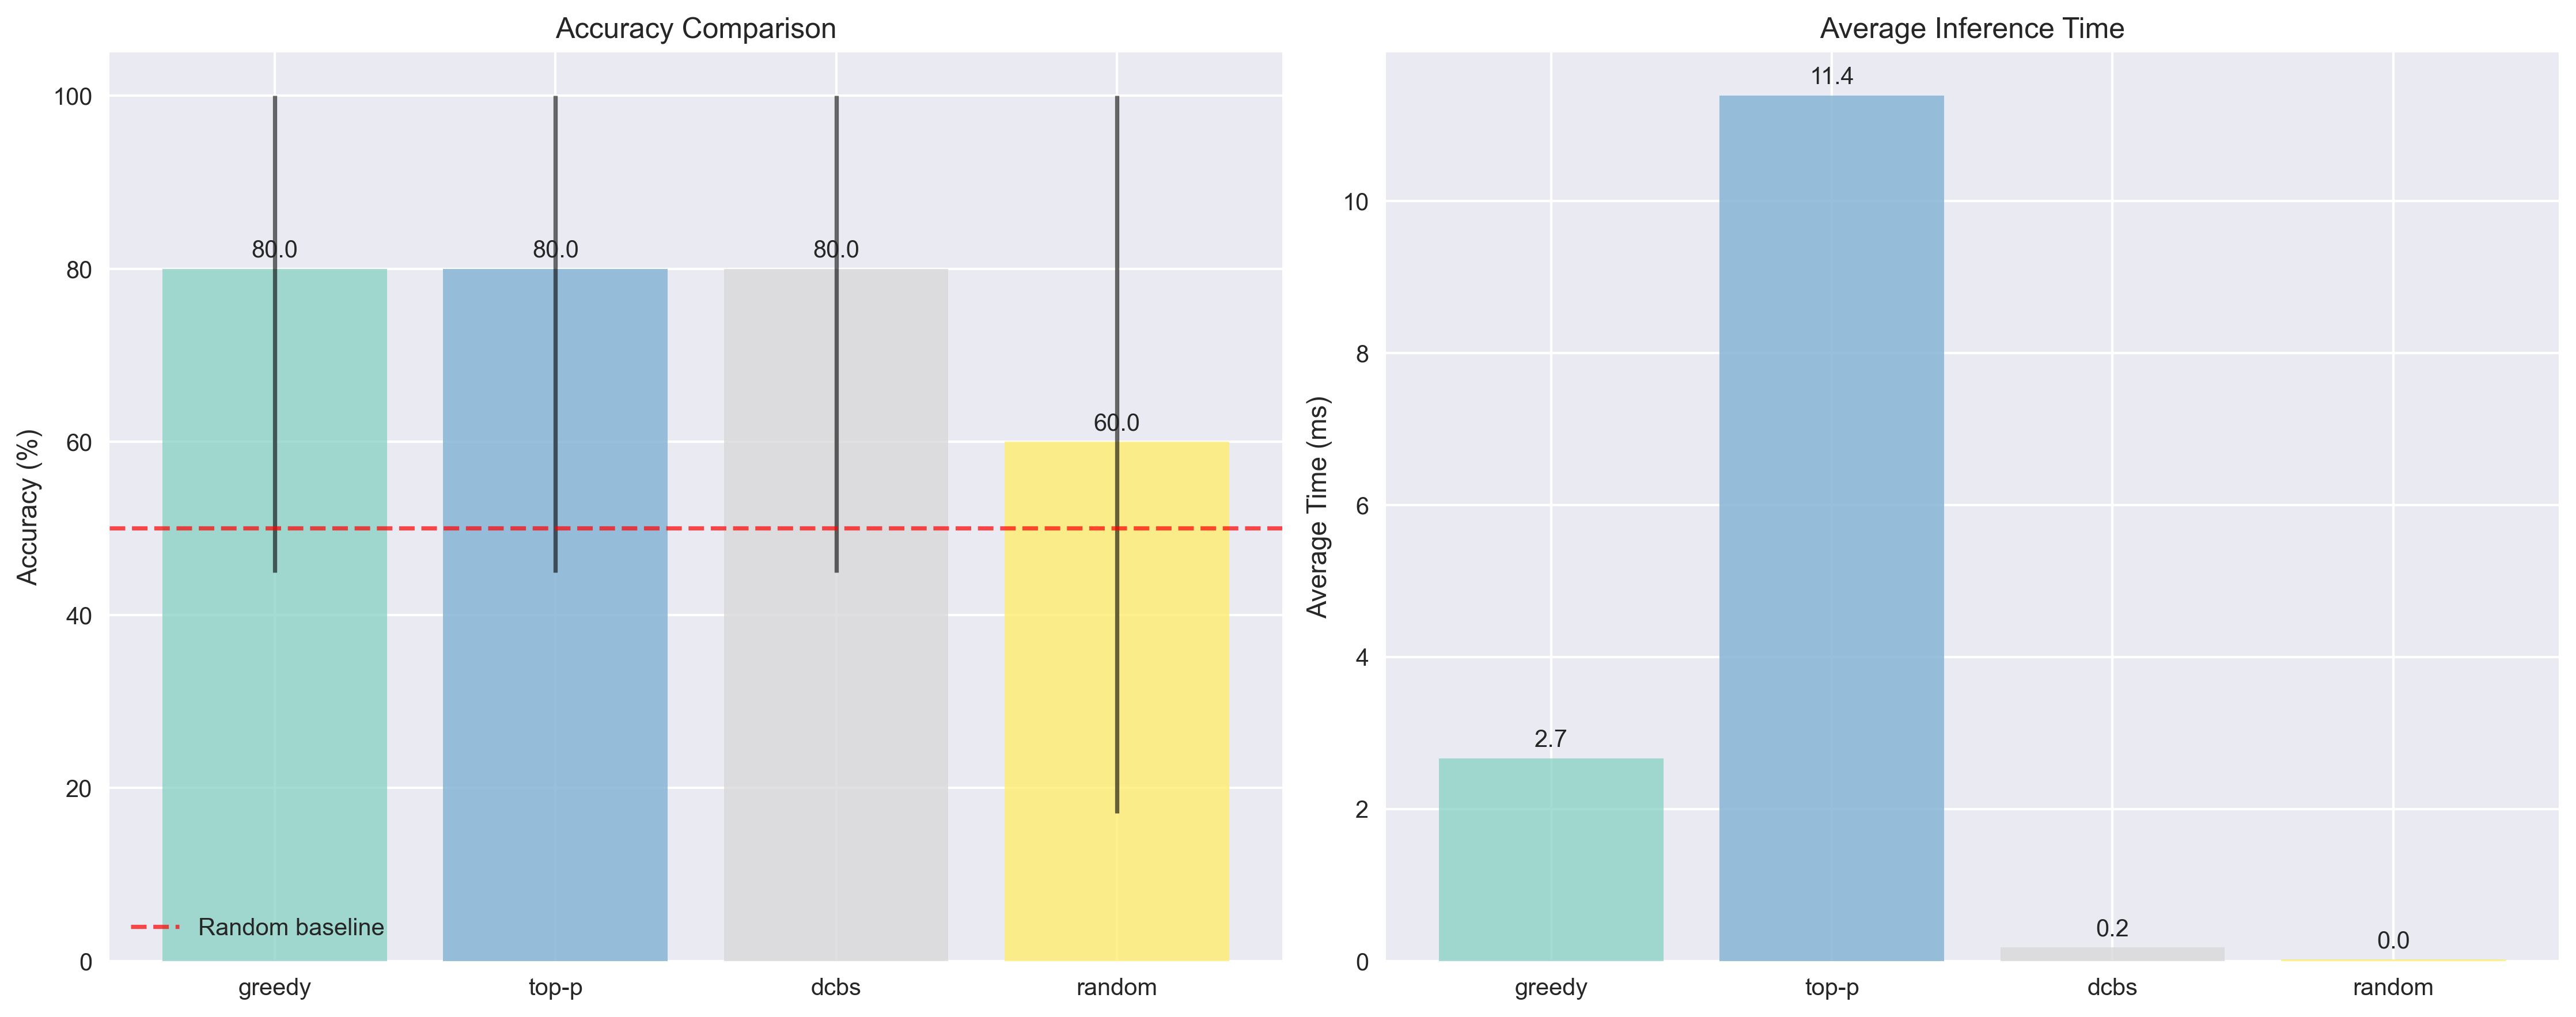 Accuracy Comparison
Accuracy (%)
100
80
60
40
20
0
80.0
80.0
80.0
60.0
Random baseline
greedy
top-p
dcbs
random
Average Inference Time
Average Time (ms)
10
8
6
4
2
0
2.7
11.4
0.2
0.0
greedy
top-p
dcbs
random